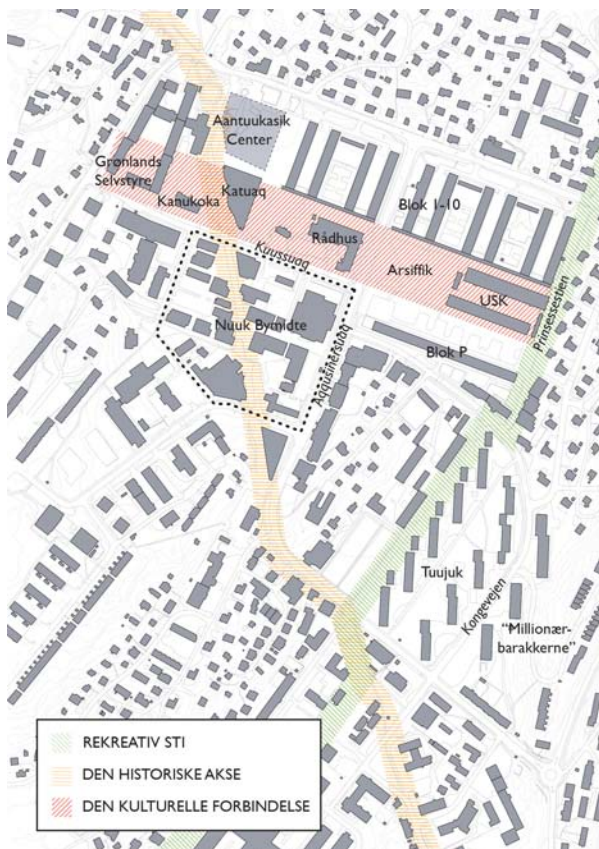 Aantuukasik
Center
Grønlands
Selvstyre
Katuaq
Kanukoka
Blok 1-10
Rådhus
Kuussuaq
Arsiffik
USK
Prinsessestien
Nuuk Bymidte
Aqqusinersuaq
Blok P
Tuujuk
Kongevejen
"Millionær-
barakkerne"
REKREATIV STI
DEN HISTORISKE AKSE
DEN KULTURELLE FORBINDELSE